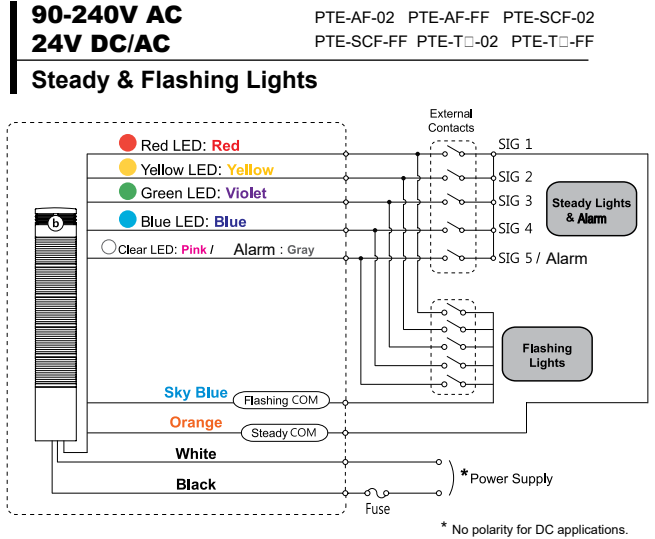 90-240V AC
24V DC/AC
PTE-AF-02 PTE-AF-FF PTE-SCF-02
PTE-SCF-FF PTE-T□-02 PTE-T□-FF
Steady & Flashing Lights
External
Contacts
Red LED: Red
SIG 1
Yellow LED: Yellow
SIG 2
Green LED: Violet
SIG 3
Blue LED: Blue
SIG 4
Clear LED: Pink / Alarm : Gray
SIG 5 / Alarm
Steady Lights
& Alarm
b
Flashing
Lights
Sky Blue
Flashing COM
Orange
Steady COM
White
Black
Fuse
*Power Supply
* No polarity for DC applications.